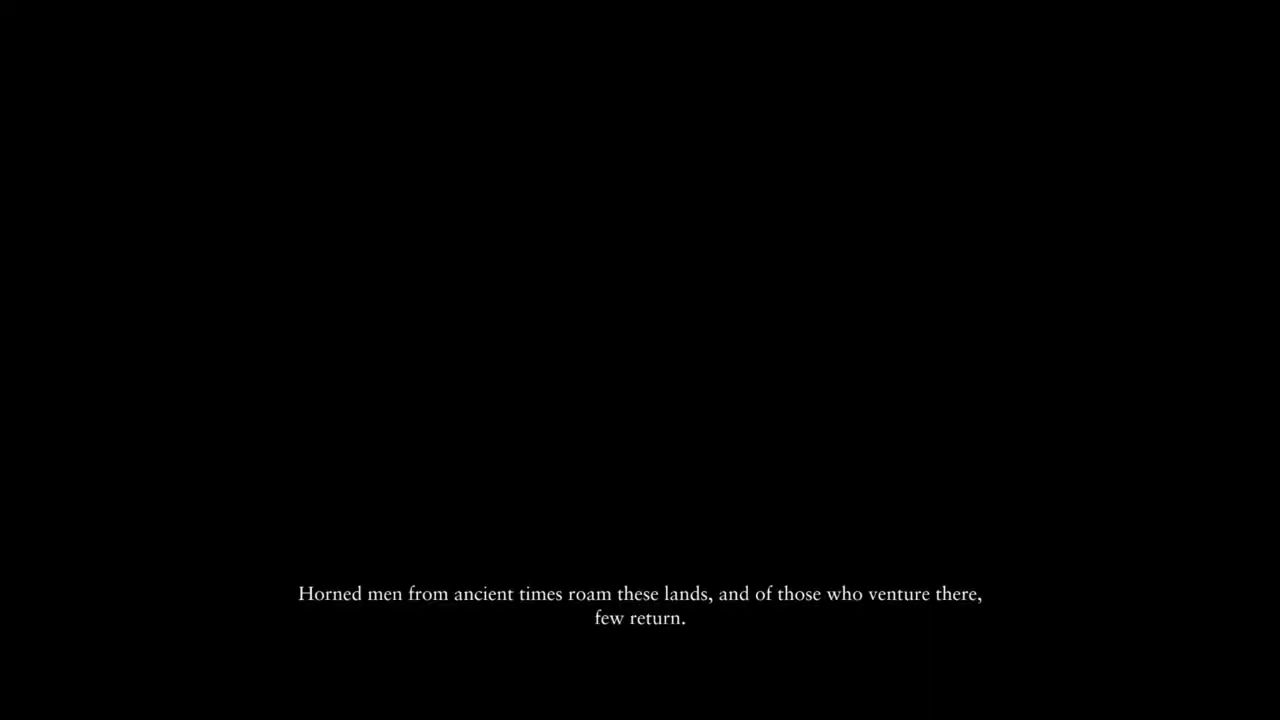 Horned men from ancient times roam these lands, and of those who venture there,
few return.